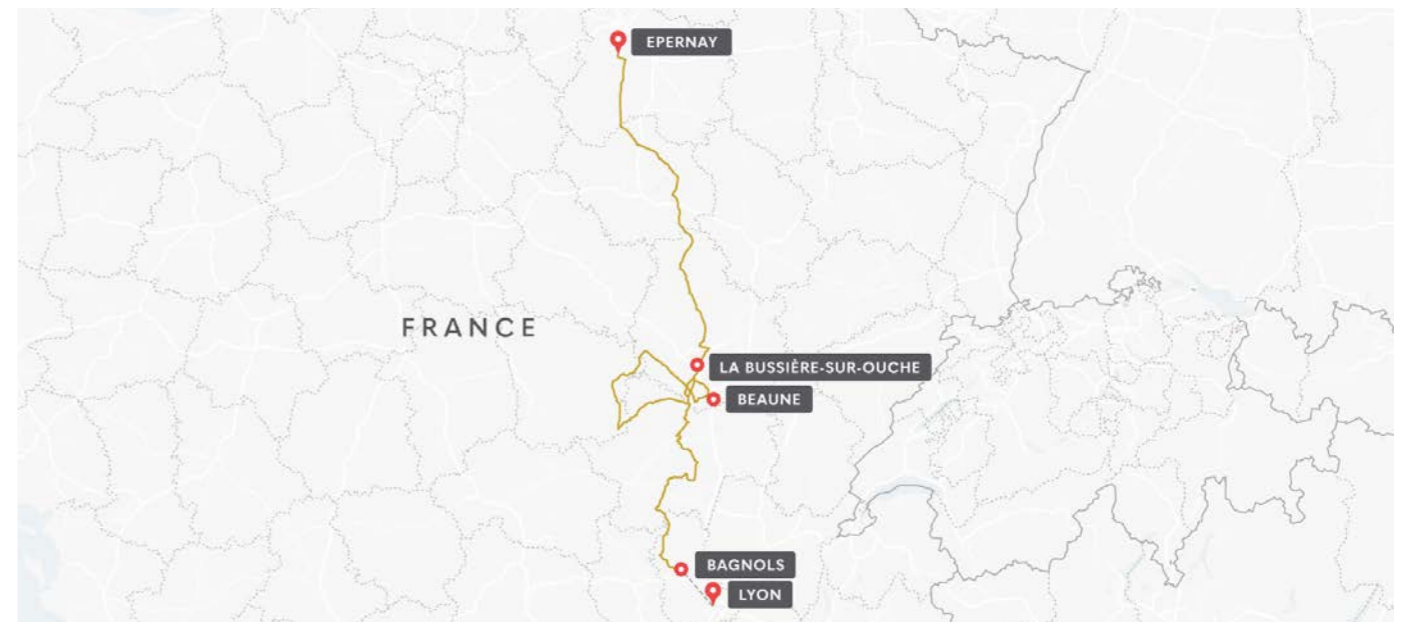 EPERNAY
FRANCE
LA BUSSIÈRE-SUR-OUCHE
BEAUNE
BAGNOLS
LYON